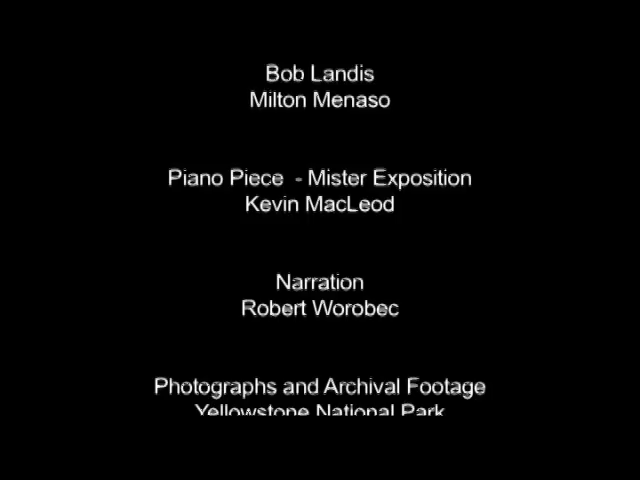 Bob Landis
Milton Menaso
Piano Piece - Mister Exposition
Kevin MacLeod
Narration
Robert Worobec
Photographs and Archival Footage
Yellowstone National Park